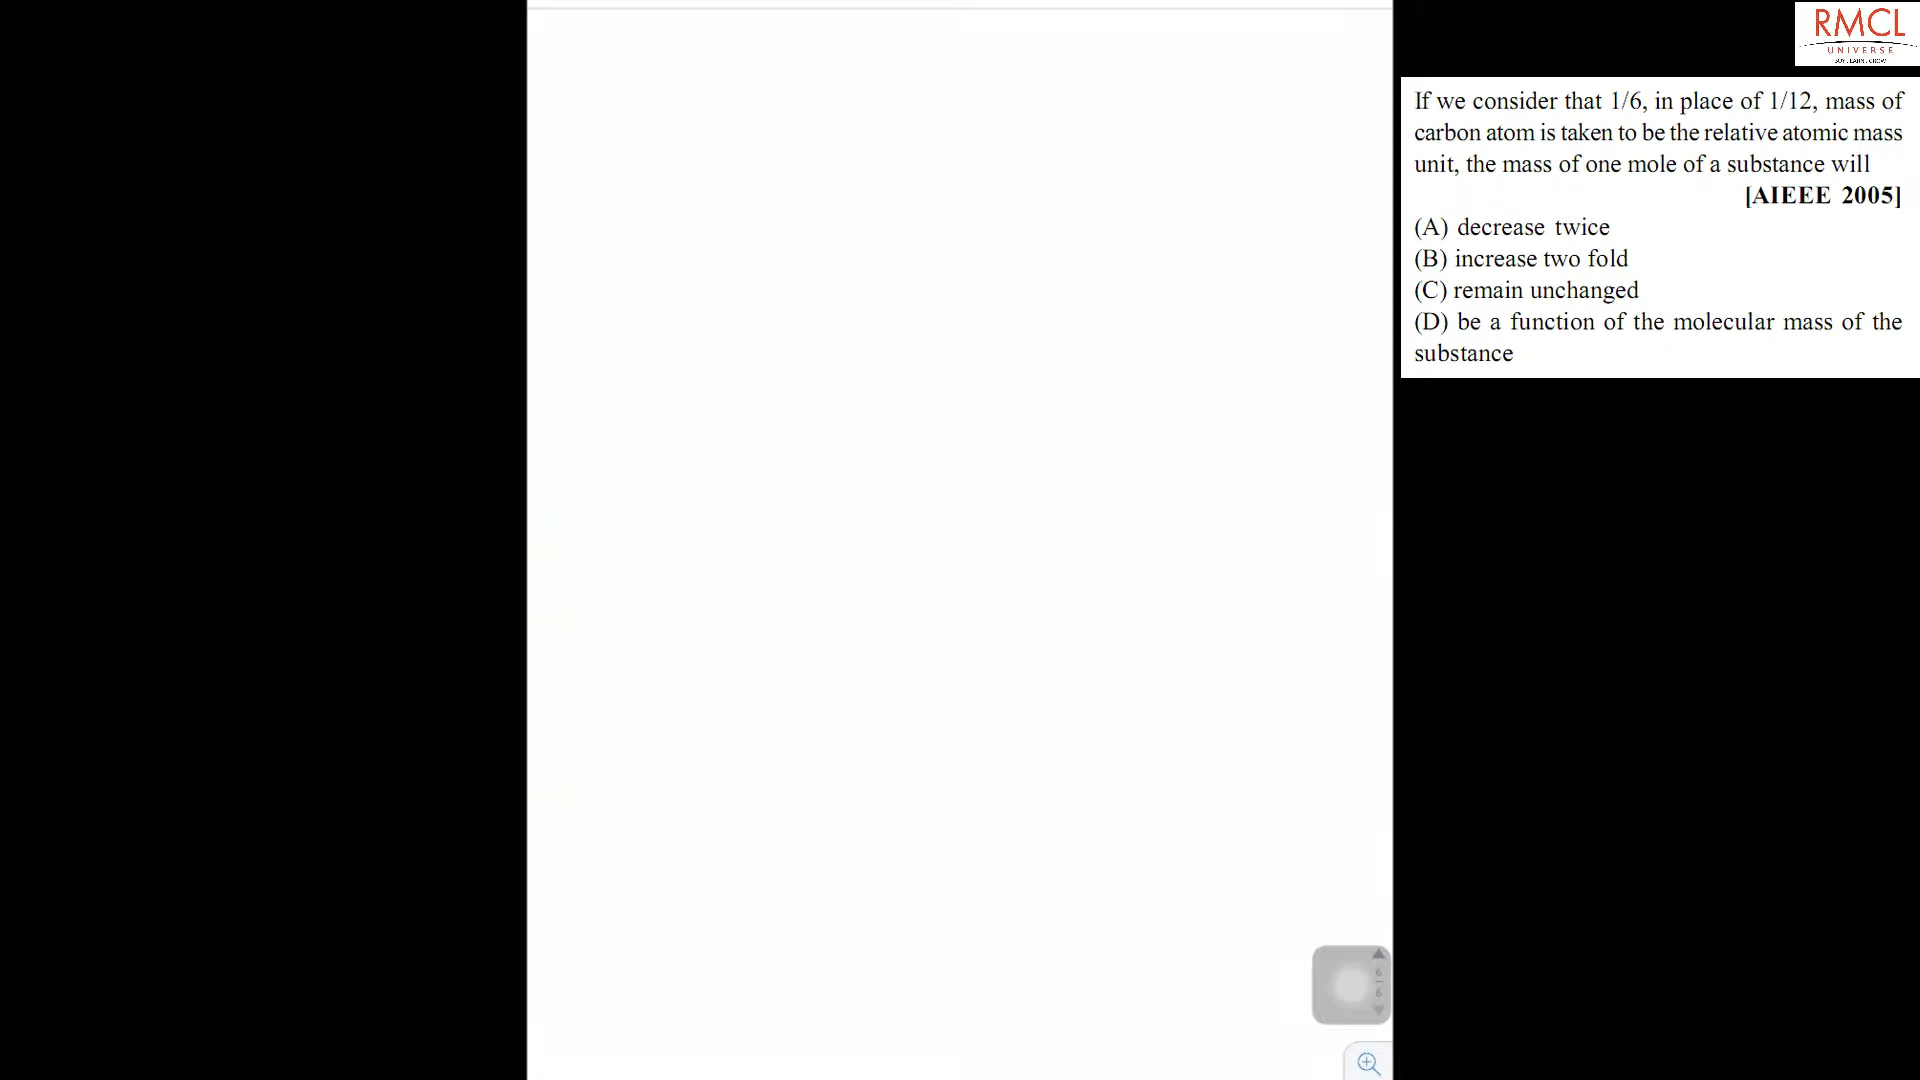 RMCL
UNIVERSE
If we consider that 1/6, in place of 1/12, mass of
carbon atom is taken to be the relative atomic mass
unit, the mass of one mole of a substance will
[AIEEE 2005]
(A) decrease twice
(B) increase two fold
(C) remain unchanged
(D) be a function of the molecular mass of the
substance
6
6